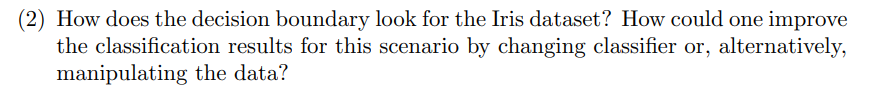 (2) How does the decision boundary look for the Iris dataset? How could one improve
the classification results for this scenario by changing classifier or, alternatively,
manipulating the data?